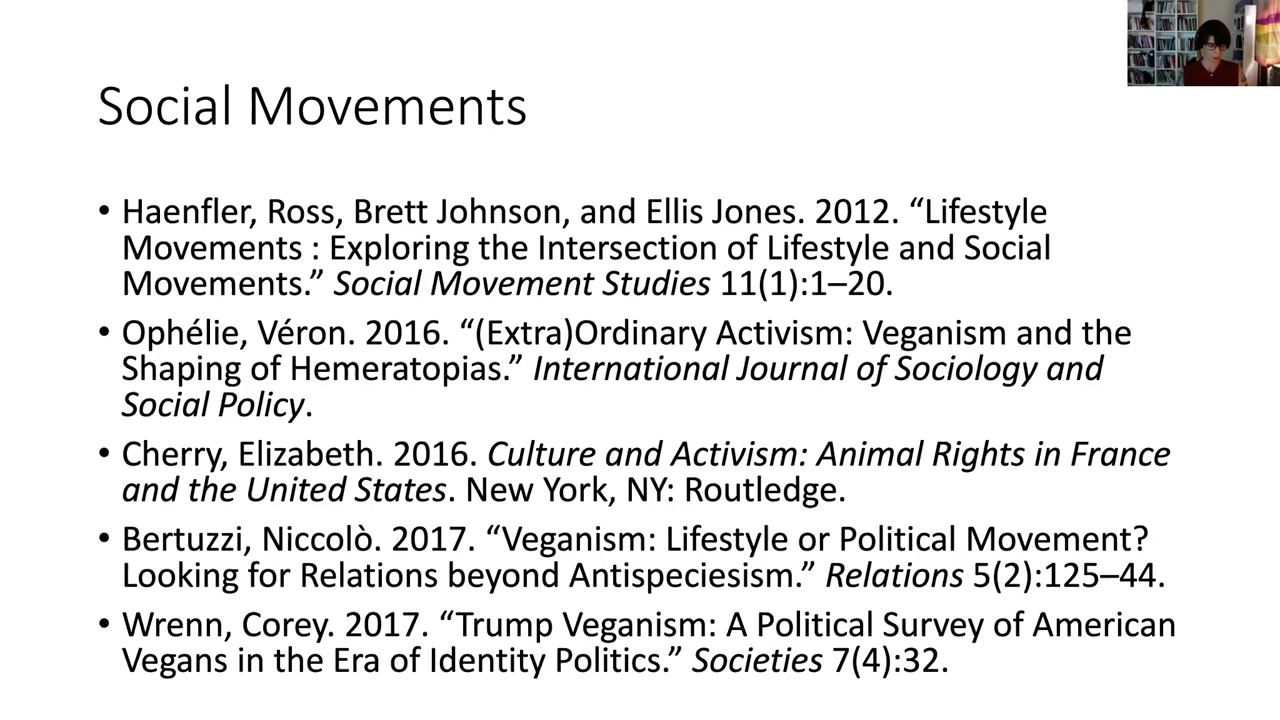 Social Movements
• Haenfler, Ross, Brett Johnson, and Ellis Jones. 2012. “Lifestyle
Movements : Exploring the Intersection of Lifestyle and Social
Movements.” Social Movement Studies 11(1):1–20.
• Ophélie, Véron. 2016. “(Extra)Ordinary Activism: Veganism and the
Shaping of Hemeratopias.” International Journal of Sociology and
Social Policy.
• Cherry, Elizabeth. 2016. Culture and Activism: Animal Rights in France
and the United States. New York, NY: Routledge.
• Bertuzzi, Niccolò. 2017. “Veganism: Lifestyle or Political Movement?
Looking for Relations beyond Antispeciesism.” Relations 5(2):125–44.
• Wrenn, Corey. 2017. “Trump Veganism: A Political Survey of American
Vegans in the Era of Identity Politics.” Societies 7(4):32.